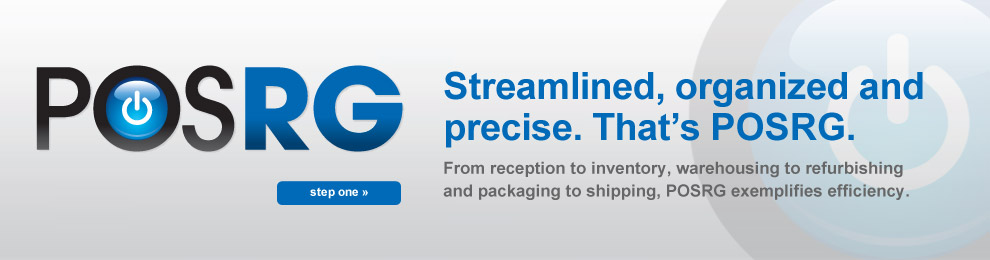 POSRG
step one »
Streamlined, organized and
precise. That’s POSRG.
From reception to inventory, warehousing to refurbishing
and packaging to shipping, POSRG exemplifies efficiency.